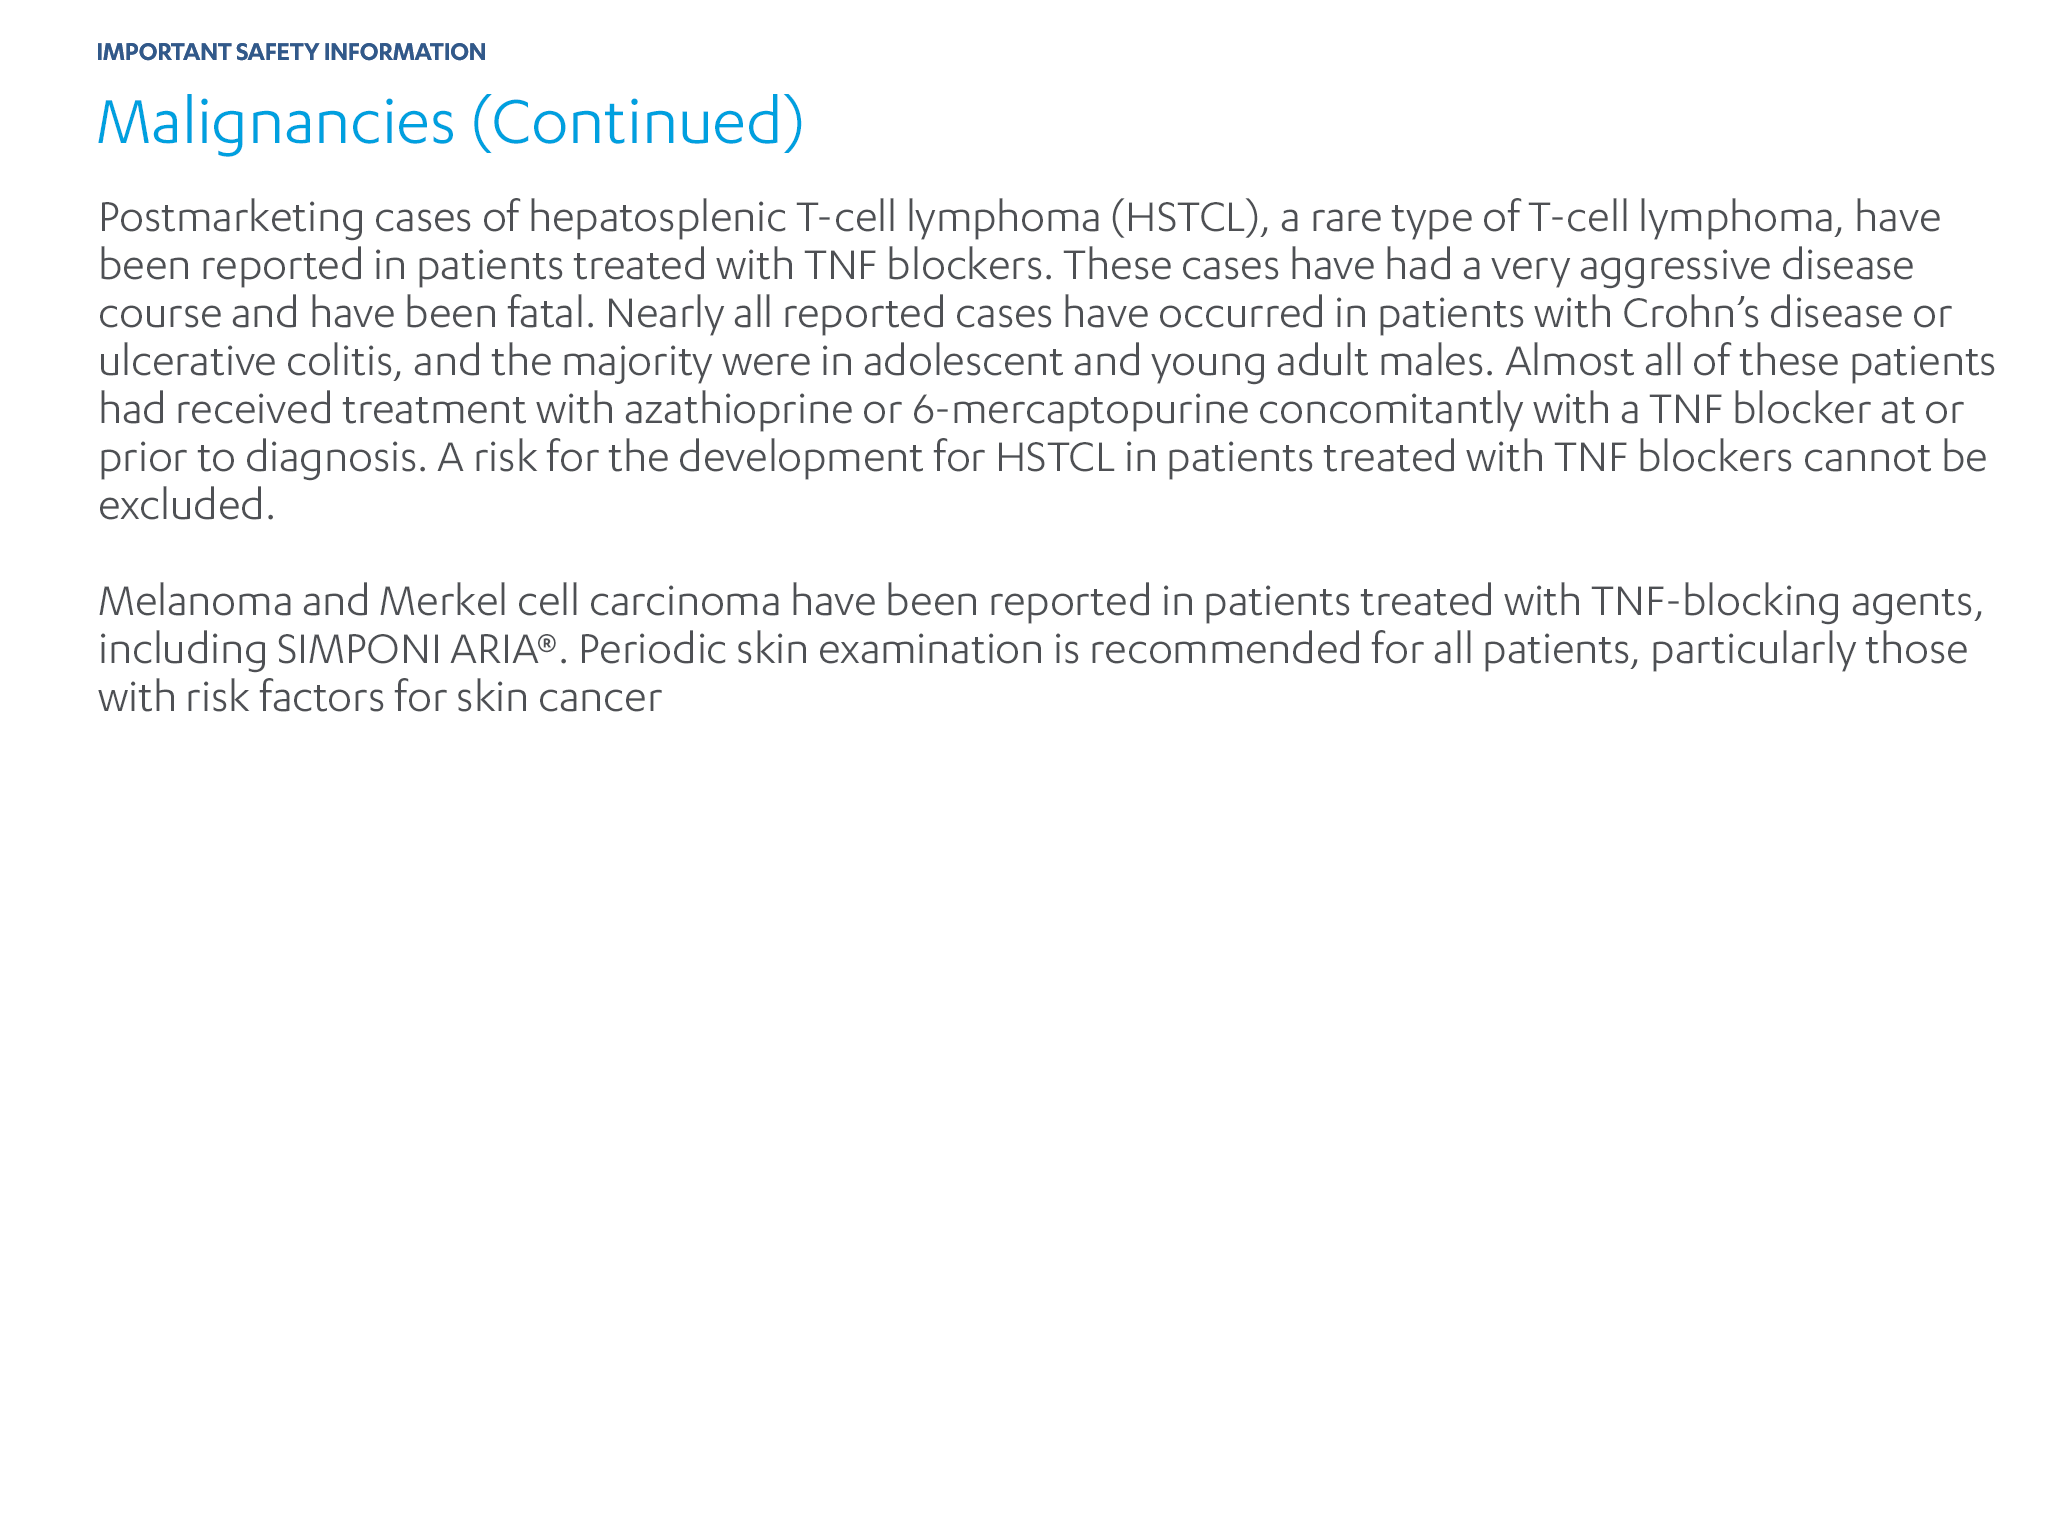 IMPORTANT SAFETY INFORMATION
Malignancies (Continued)
Postmarketing cases of hepatosplenic T-cell lymphoma (HSTCL), a rare type of T-cell lymphoma, have
been reported in patients treated with TNF blockers. These cases have had a very aggressive disease
course and have been fatal. Nearly all reported cases have occurred in patients with Crohn’s disease or
ulcerative colitis, and the majority were in adolescent and young adult males. Almost all of these patients
had received treatment with azathioprine or 6-mercaptopurine concomitantly with a TNF blocker at or
prior to diagnosis. A risk for the development for HSTCL in patients treated with TNF blockers cannot be
excluded.
Melanoma and Merkel cell carcinoma have been reported in patients treated with TNF-blocking agents,
including SIMPONI ARIA®. Periodic skin examination is recommended for all patients, particularly those
with risk factors for skin cancer